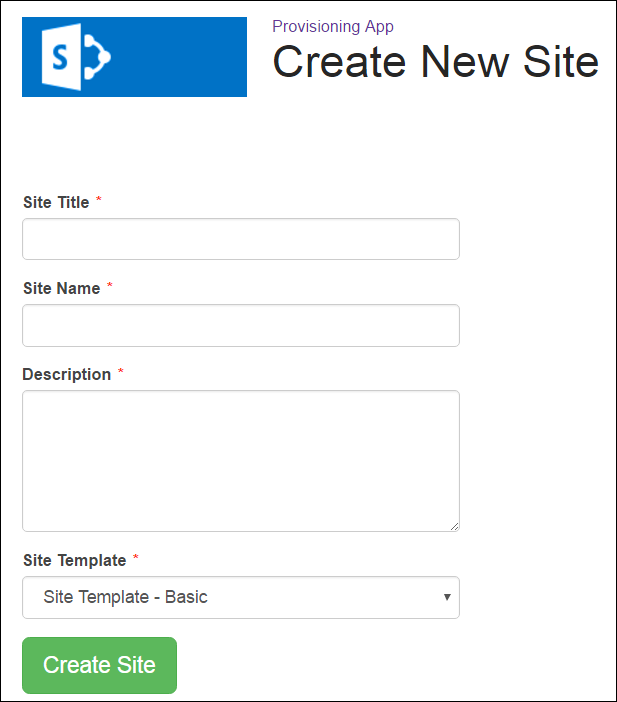 S
Provisioning App
Create New Site
Site Title *
Site Name *
Description *
Site Template *
Site Template - Basic
Create Site